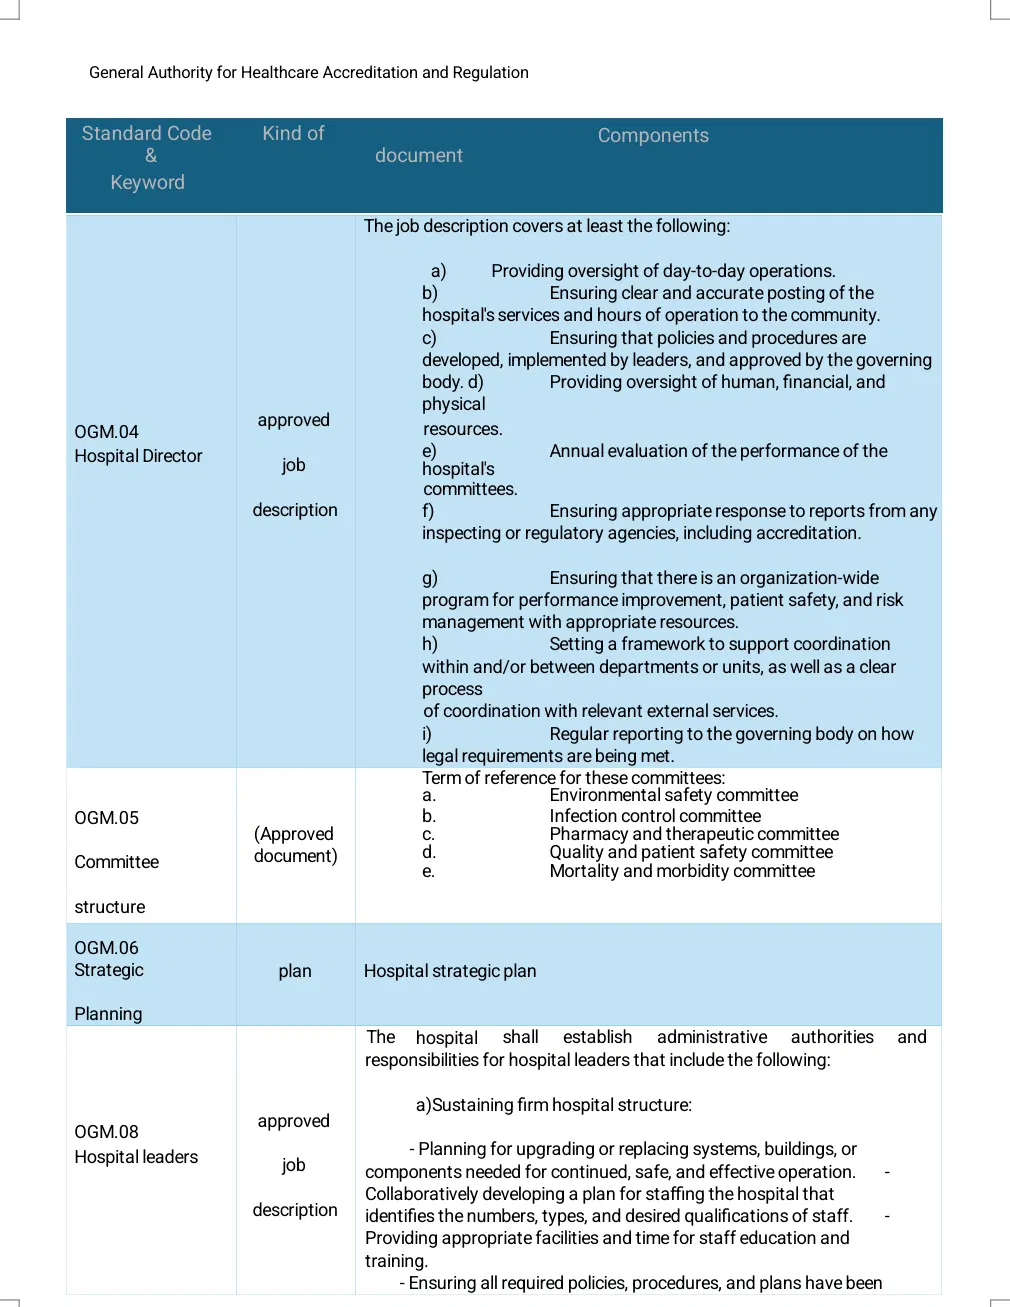 General Authority for Healthcare Accreditation and Regulation
Standard Code
&
Keyword
Kind of
document
Components
OGM.04
Hospital Director
approved
job
description
The job description covers at least the following:
a) Providing oversight of day-to-day operations.
b) Ensuring clear and accurate posting of the
hospital's services and hours of operation to the community.
c) Ensuring that policies and procedures are
developed, implemented by leaders, and approved by the governing
body. d) Providing oversight of human, financial, and
physical
resources.
e) Annual evaluation of the performance of the
hospital's
committees.
f) Ensuring appropriate response to reports from any
inspecting or regulatory agencies, including accreditation.
g) Ensuring that there is an organization-wide
program for performance improvement, patient safety, and risk
management with appropriate resources.
h) Setting a framework to support coordination
within and/or between departments or units, as well as a clear
process
of coordination with relevant external services.
i) Regular reporting to the governing body on how
legal requirements are being met.
OGM.05
Committee
structure
(Approved
document)
Term of reference for these committees:
a. Environmental safety committee
b. Infection control committee
c. Pharmacy and therapeutic committee
d. Quality and patient safety committee
e. Mortality and morbidity committee
OGM.06
Strategic
Planning
plan
Hospital strategic plan
OGM.08
Hospital leaders
approved
job
description
The hospital shall establish administrative authorities and
responsibilities for hospital leaders that include the following:
a)Sustaining firm hospital structure:
- Planning for upgrading or replacing systems, buildings, or
components needed for continued, safe, and effective operation. -
Collaboratively developing a plan for staffing the hospital that
identifies the numbers, types, and desired qualifications of staff. -
Providing appropriate facilities and time for staff education and
training.
- Ensuring all required policies, procedures, and plans have been